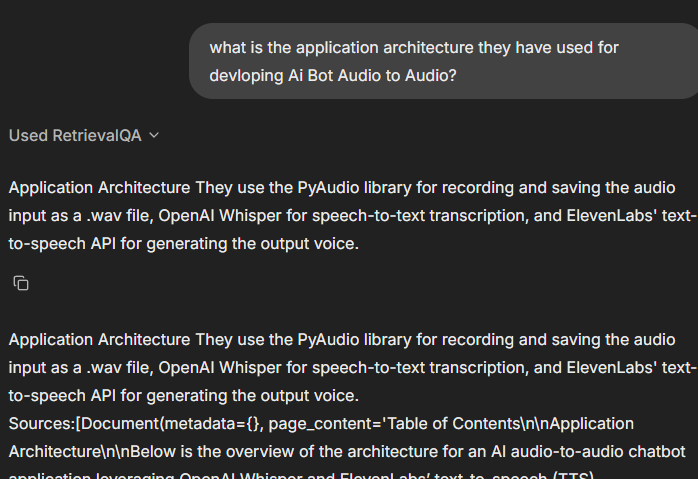 what is the application architecture they have used for
devloping Ai Bot Audio to Audio?
Used RetrievalQA
Application Architecture They use the PyAudio library for recording and saving the audio
input as a .wav file, OpenAI Whisper for speech-to-text transcription, and ElevenLabs' text-
to-speech API for generating the output voice.
Application Architecture They use the PyAudio library for recording and saving the audio
input as a .wav file, OpenAI Whisper for speech-to-text transcription, and ElevenLabs' text-
to-speech API for generating the output voice.
Sources:[Document(metadata={}, page_content='Table of Contents\n\nApplication
Architecture\n\nBelow is the overview of the architecture for an AI audio-to-audio chatbot
application leveraging OpenAI Whisper and ElevenLabs’ text-to-speech (TTS)